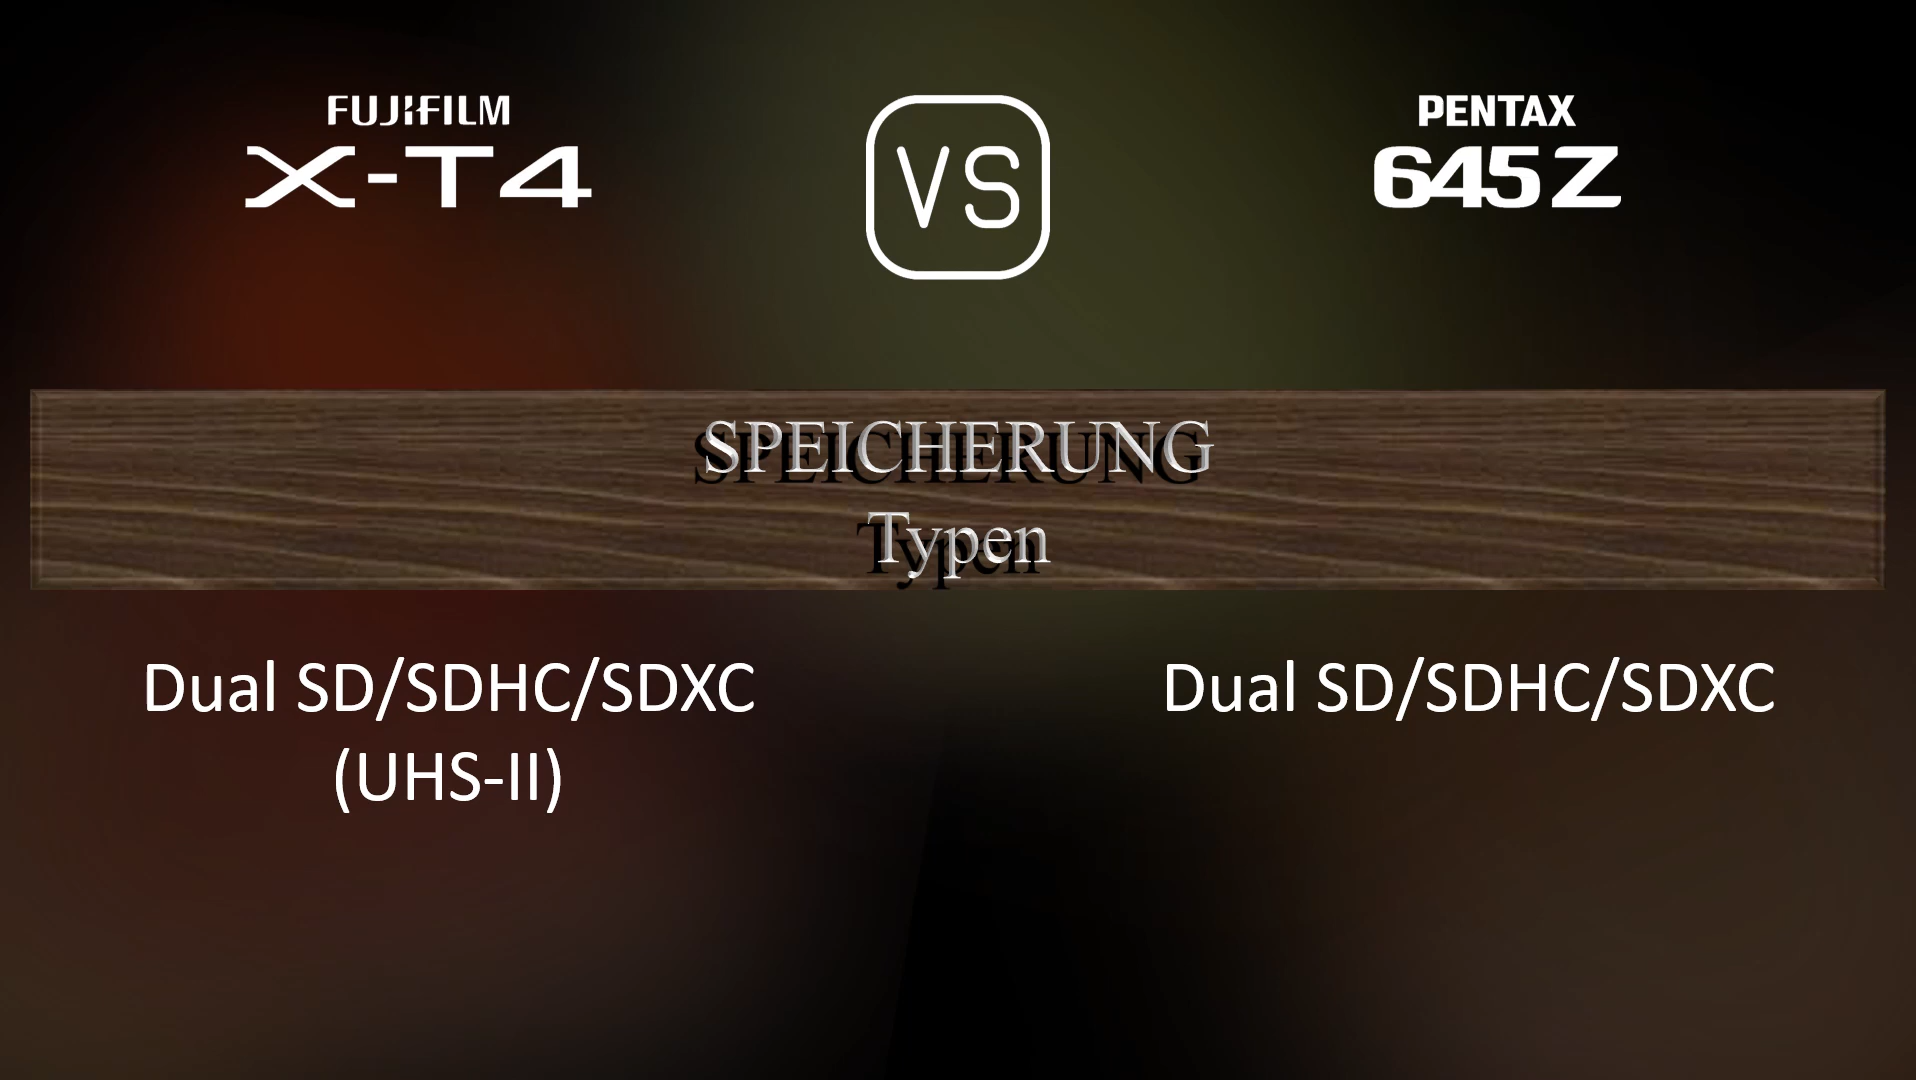 FUJIFILM
X-T4
VS
PENTAX
645Z
SPEICHERUNG
Typen
Dual SD/SDHC/SDXC
(UHS-II)
Dual SD/SDHC/SDXC